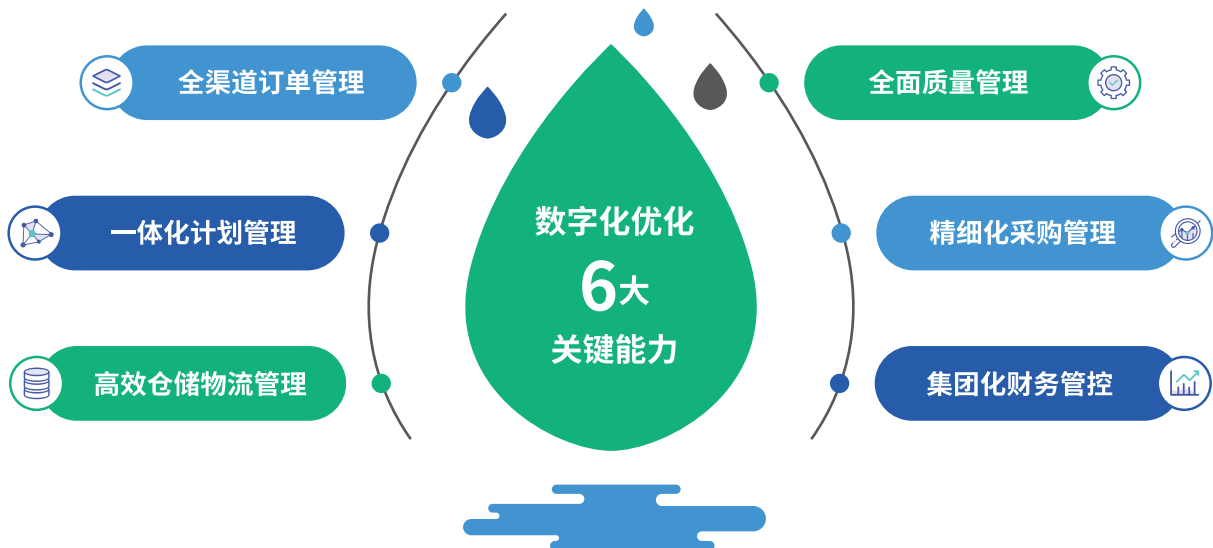 全渠道订单管理
一体化计划管理
高效仓储物流管理
数字化优化
6大
关键能力
全面质量管理
精细化采购管理
集团化财务管控